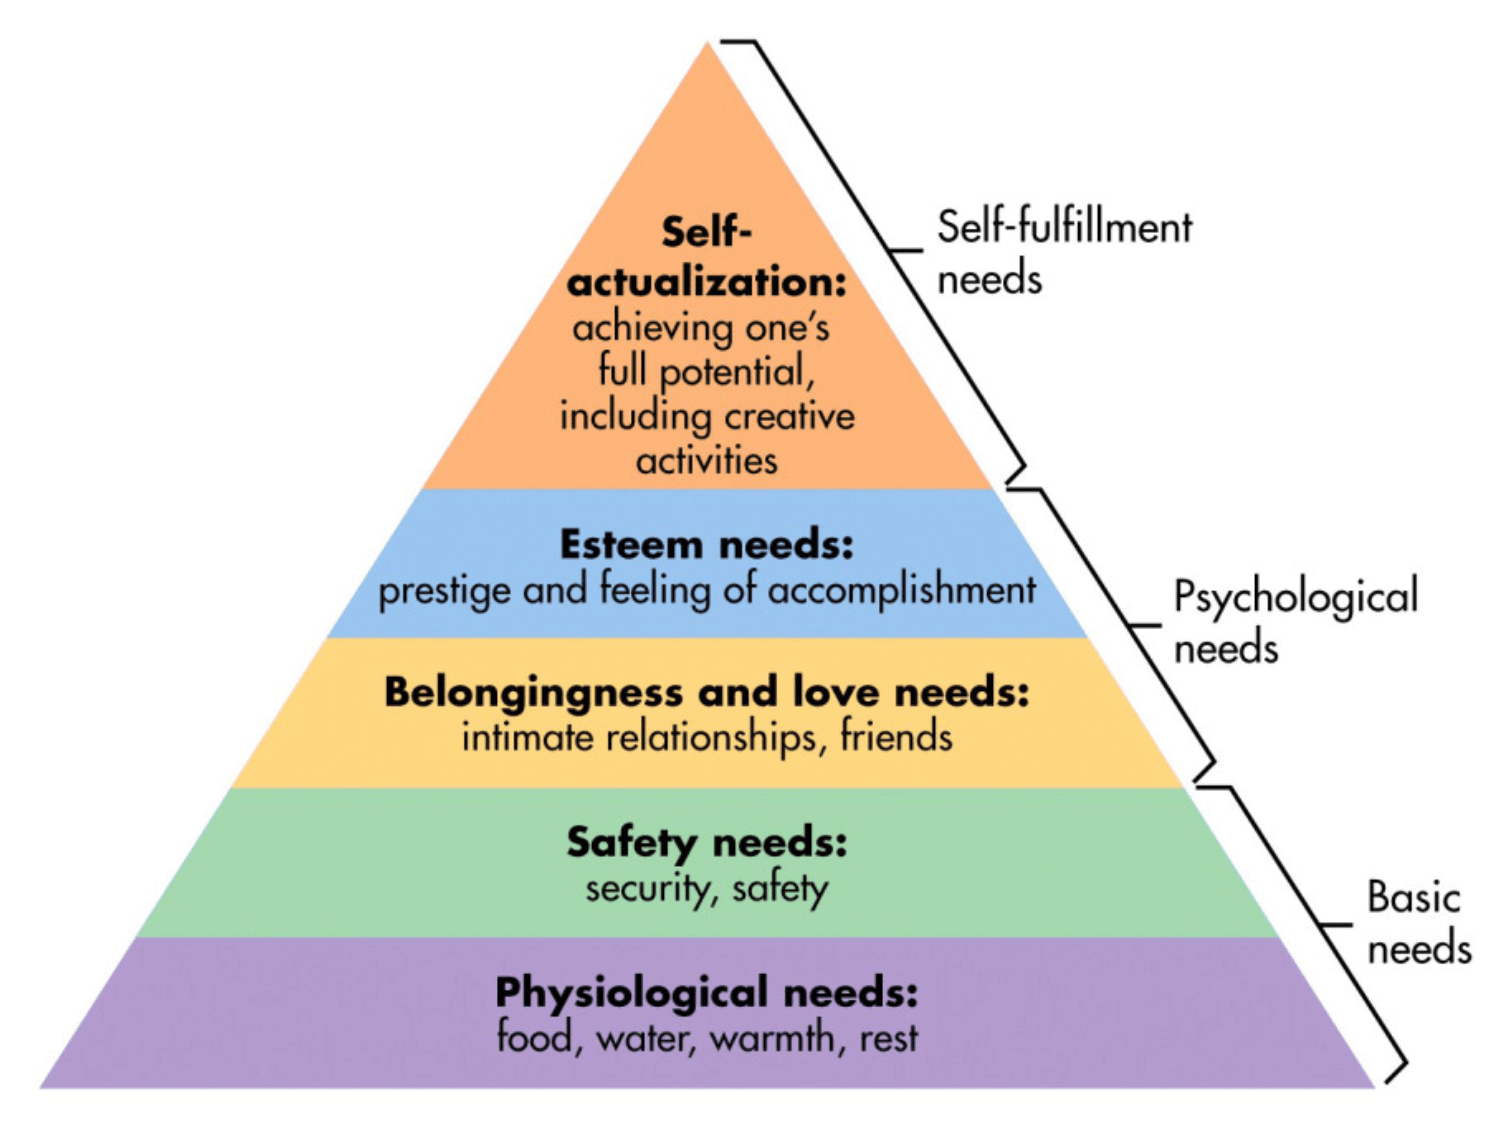 Self-
actualization:
achieving one’s
full potential,
including creative
activities
Self-fulfillment
needs
Esteem needs:
prestige and feeling of accomplishment
Psychological
needs
Belongingness and love needs:
intimate relationships, friends
Safety needs:
security, safety
Basic
needs
Physiological needs:
food, water, warmth, rest